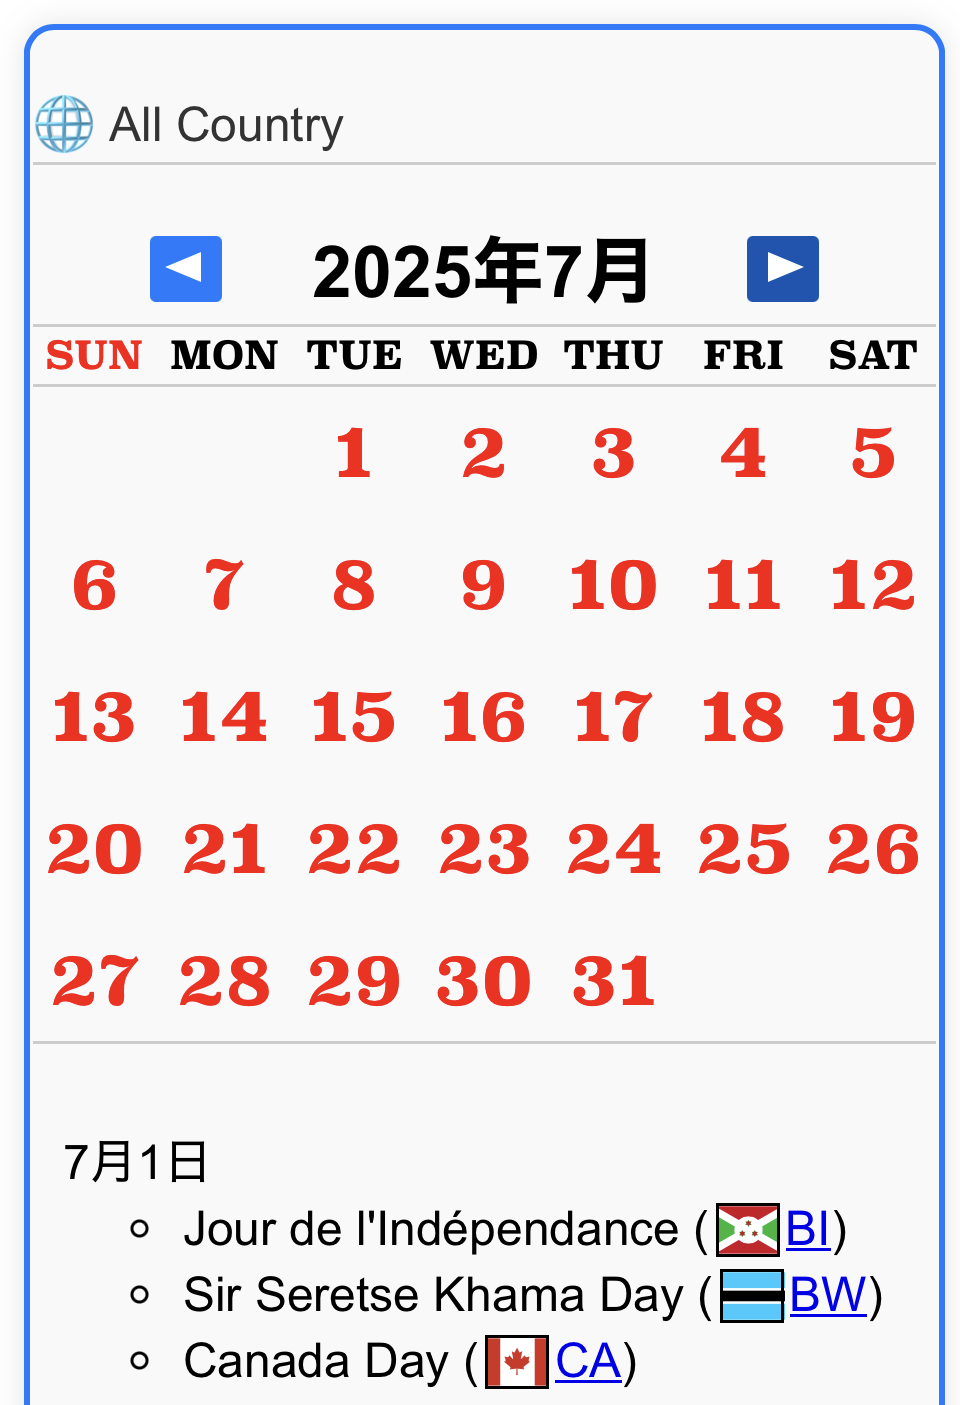 All Country
2025年7月
SUN MON TUE WED THU FRI SAT
1 2 3 4 5
6 7 8 9 10 11 12
13 14 15 16 17 18 19
20 21 22 23 24 25 26
27 28 29 30 31
7月1日
Jour de l'Indépendance (BI)
Sir Seretse Khama Day (BW)
Canada Day (CA)